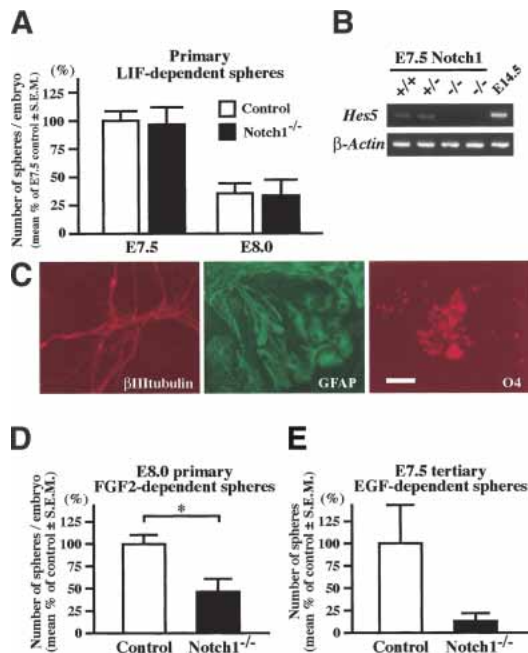 A
Primary
LIF-dependent spheres
(%)
Number of spheres / embryo
(mean % of E7.5 control ± S.E.M.)
125
100
75
50
25
0
Control
Notch1-/-
E7.5
E8.0
B
E7.5 Notch1
+/+
+/-
-/-
-/-
E14.5
Hes5
β-Actin
C
βIIItubulin
GFAP
O4
D
E8.0 primary
FGF2-dependent spheres
(%)
Number of spheres / embryo
(mean % of control ± S.E.M.)
125
100
75
50
25
0
*
Control
Notch1-/-
E
E7.5 tertiary
EGF-dependent spheres
(%)
Number of spheres
(mean % of control ± S.E.M.)
125
100
75
50
25
0
Control
Notch1-/-